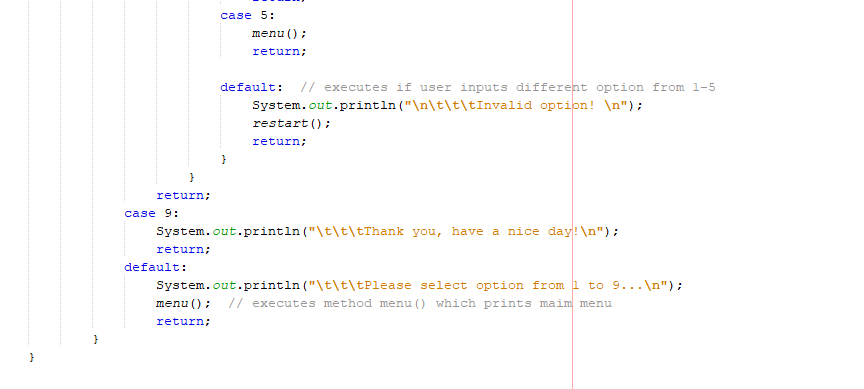 case 5:
menu();
return;
default:  // executes if user inputs different option from 1-5
System.out.println("\n\t\t\tInvalid option! \n");
restart();
return;
}
}
return;
case 9:
System.out.println("\t\t\tThank you, have a nice day!\n");
return;
default:
System.out.println("\t\t\tPlease select option from 1 to 9...\n");
menu();  // executes method menu() which prints maim menu
return;
}
}